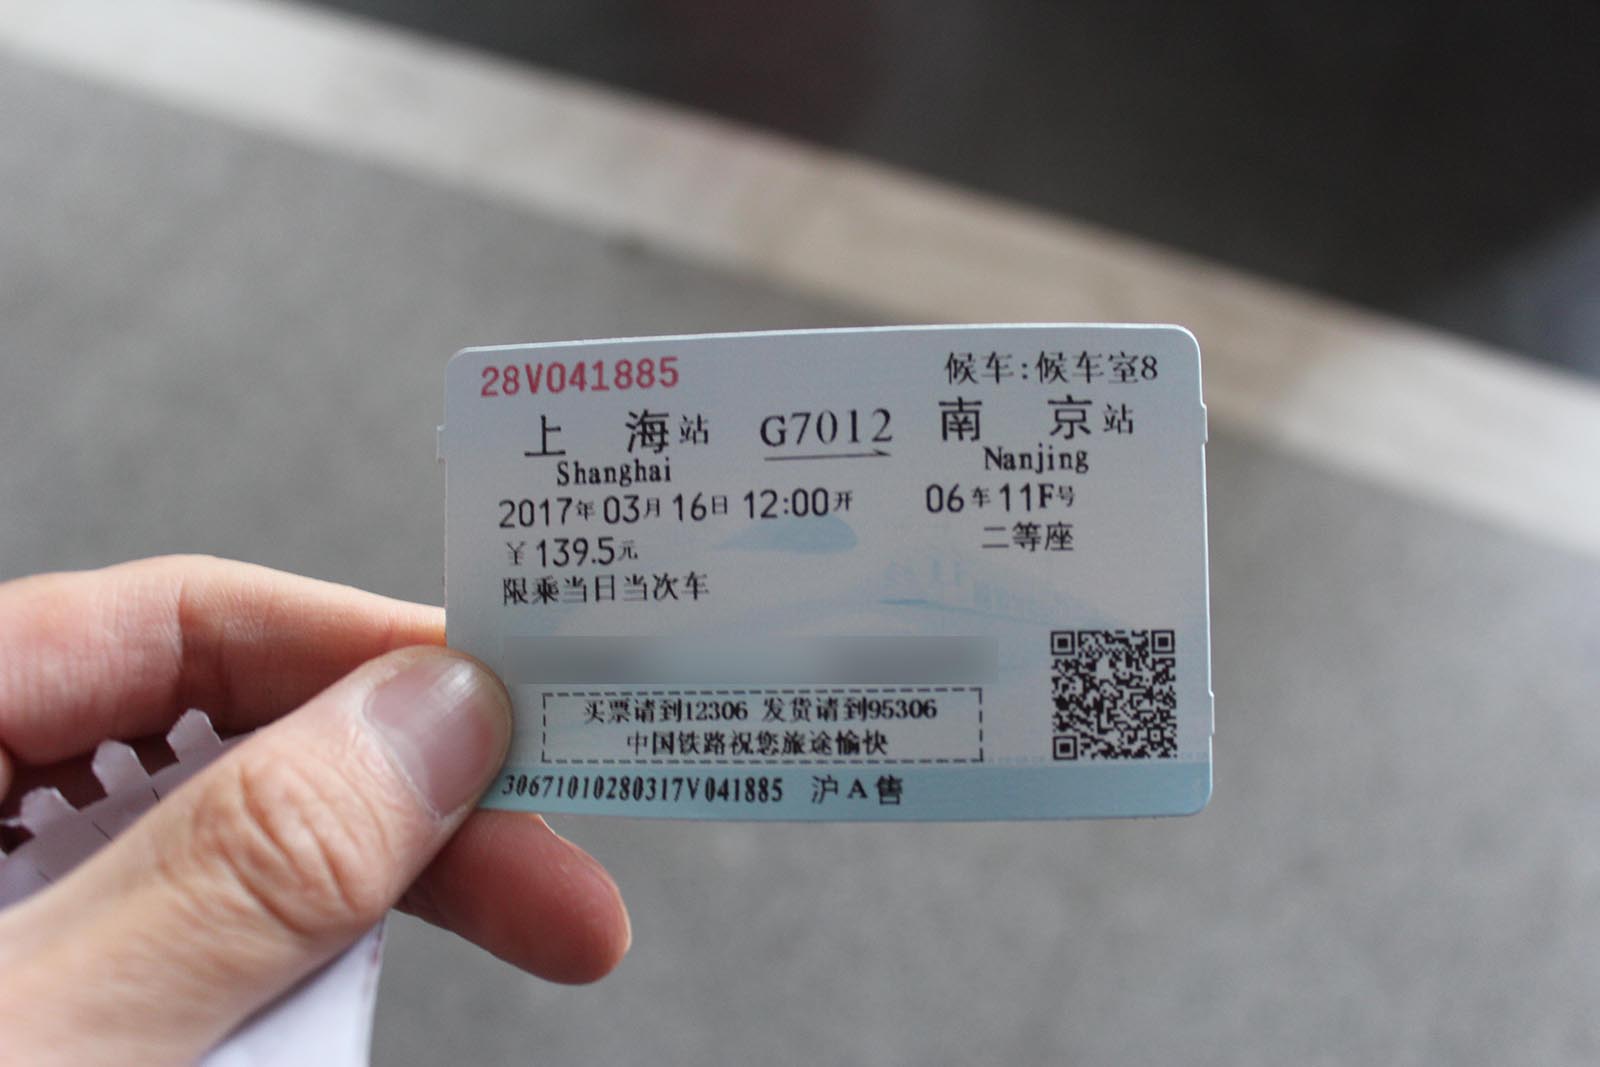 28V041885 候车:候车室8
上海站 G7012 南京站
Shanghai Nanjing
2017年03月16日 12:00开 06车11F号
￥139.5元 二等座
限乘当日当次车
买票请到12306 发货请到95306
中国铁路祝您旅途愉快
30671010280317V041885 沪A售